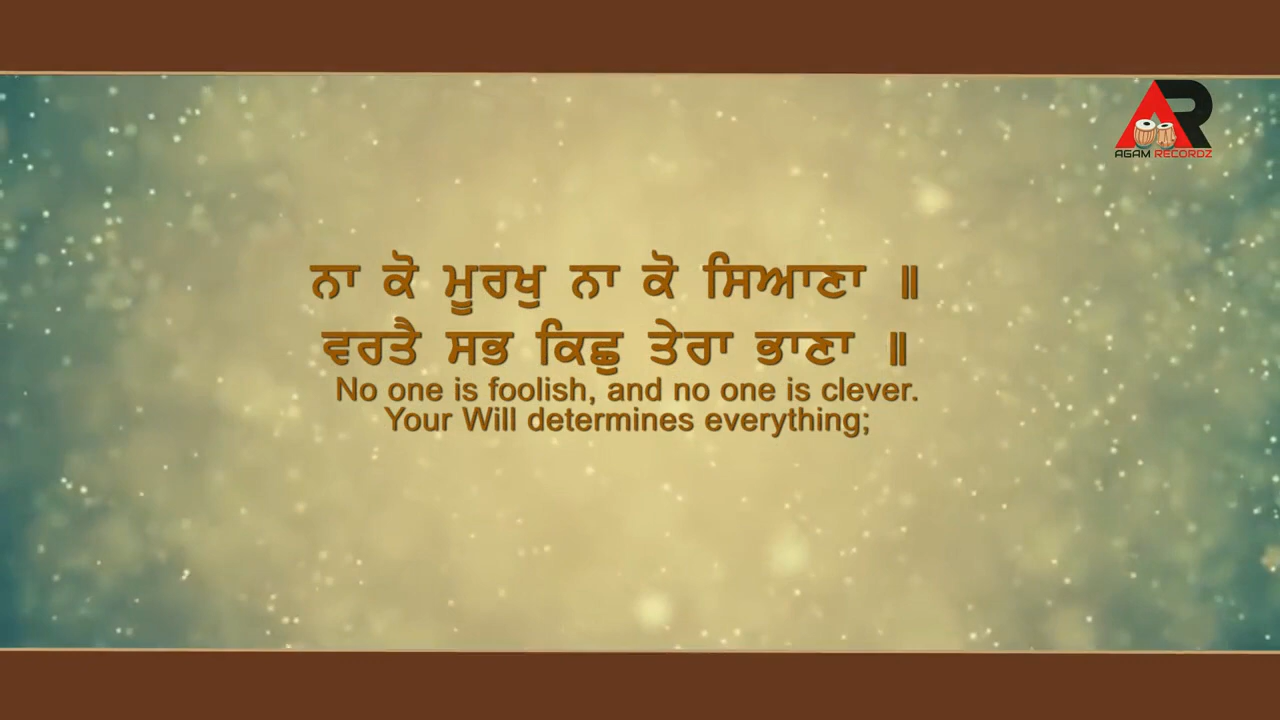 AGAM RECORDZ
ਨਾ ਕੋ ਮੂਰਖੁ ਨਾ ਕੋ ਸਿਆਣਾ ॥
ਵਰਤੈ ਸਭ ਕਿਛੁ ਤੇਰਾ ਭਾਣਾ ॥
No one is foolish, and no one is clever.
Your Will determines everything;